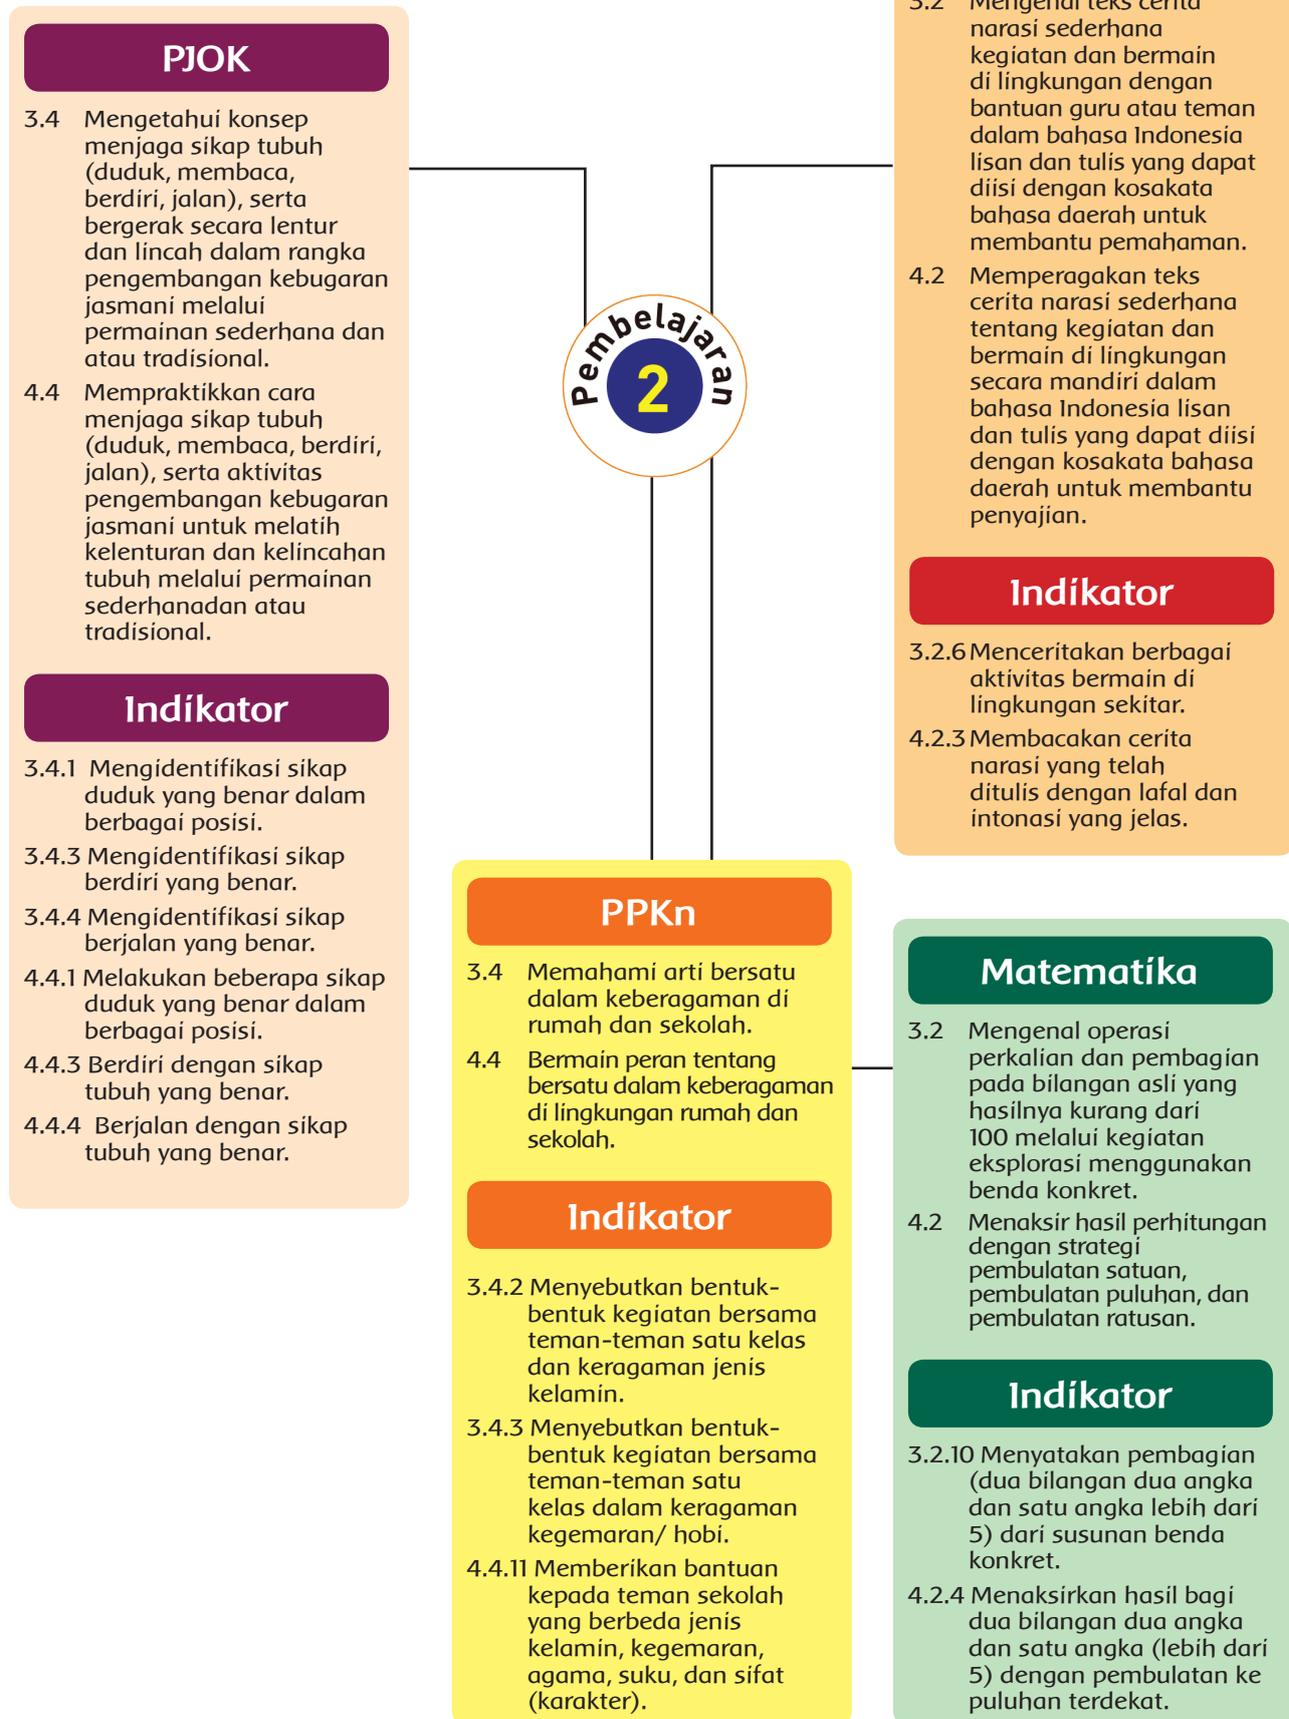 PJOK
3.4 Mengetahui konsep
menjaga sikap tubuh
(duduk, membaca,
berdiri, jalan), serta
bergerak secara lentur
dan lincah dalam rangka
pengembangan kebugaran
jasmani melalui
permainan sederhana dan
atau tradisional.
4.4 Mempraktikkan cara
menjaga sikap tubuh
(duduk, membaca, berdiri,
jalan), serta aktivitas
pengembangan kebugaran
jasmani untuk melatih
kelenturan dan kelincahan
tubuh melalui permainan
sederhanadan atau
tradisional.
Indikator
3.4.1 Mengidentifikasi sikap
duduk yang benar dalam
berbagai posisi.
3.4.3 Mengidentifikasi sikap
berdiri yang benar.
3.4.4 Mengidentifikasi sikap
berjalan yang benar.
4.4.1 Melakukan beberapa sikap
duduk yang benar dalam
berbagai posisi.
4.4.3 Berdiri dengan sikap
tubuh yang benar.
4.4.4 Berjalan dengan sikap
tubuh yang benar.
Pembelajaran
2
3.2 Mengenal teks cerita
narasi sederhana
kegiatan dan bermain
di lingkungan dengan
bantuan guru atau teman
dalam bahasa Indonesia
lisan dan tulis yang dapat
diisi dengan kosakata
bahasa daerah untuk
membantu pemahaman.
4.2 Memperagakan teks
cerita narasi sederhana
tentang kegiatan dan
bermain di lingkungan
secara mandiri dalam
bahasa Indonesia lisan
dan tulis yang dapat diisi
dengan kosakata bahasa
daerah untuk membantu
penyajian.
Indikator
3.2.6 Menceritakan berbagai
aktivitas bermain di
lingkungan sekitar.
4.2.3 Membacakan cerita
narasi yang telah
ditulis dengan lafal dan
intonasi yang jelas.
PPKn
3.4 Memahami arti bersatu
dalam keberagaman di
rumah dan sekolah.
4.4 Bermain peran tentang
bersatu dalam keberagaman
di lingkungan rumah dan
sekolah.
Indikator
3.4.2 Menyebutkan bentuk-
bentuk kegiatan bersama
teman-teman satu kelas
dan keragaman jenis
kelamin.
3.4.3 Menyebutkan bentuk-
bentuk kegiatan bersama
teman-teman satu
kelas dalam keragaman
kegemaran/ hobi.
4.4.11 Memberikan bantuan
kepada teman sekolah
yang berbeda jenis
kelamin, kegemaran,
agama, suku, dan sifat
(karakter).
Matematika
3.2 Mengenal operasi
perkalian dan pembagian
pada bilangan asli yang
hasilnya kurang dari
100 melalui kegiatan
eksplorasi menggunakan
benda konkret.
4.2 Menaksir hasil perhitungan
dengan strategi
pembulatan satuan,
pembulatan puluhan, dan
pembulatan ratusan.
Indikator
3.2.10 Menyatakan pembagian
(dua bilangan dua angka
dan satu angka lebih dari
5) dari susunan benda
konkret.
4.2.4 Menaksirkan hasil bagi
dua bilangan dua angka
dan satu angka (lebih dari
5) dengan pembulatan ke
puluhan terdekat.